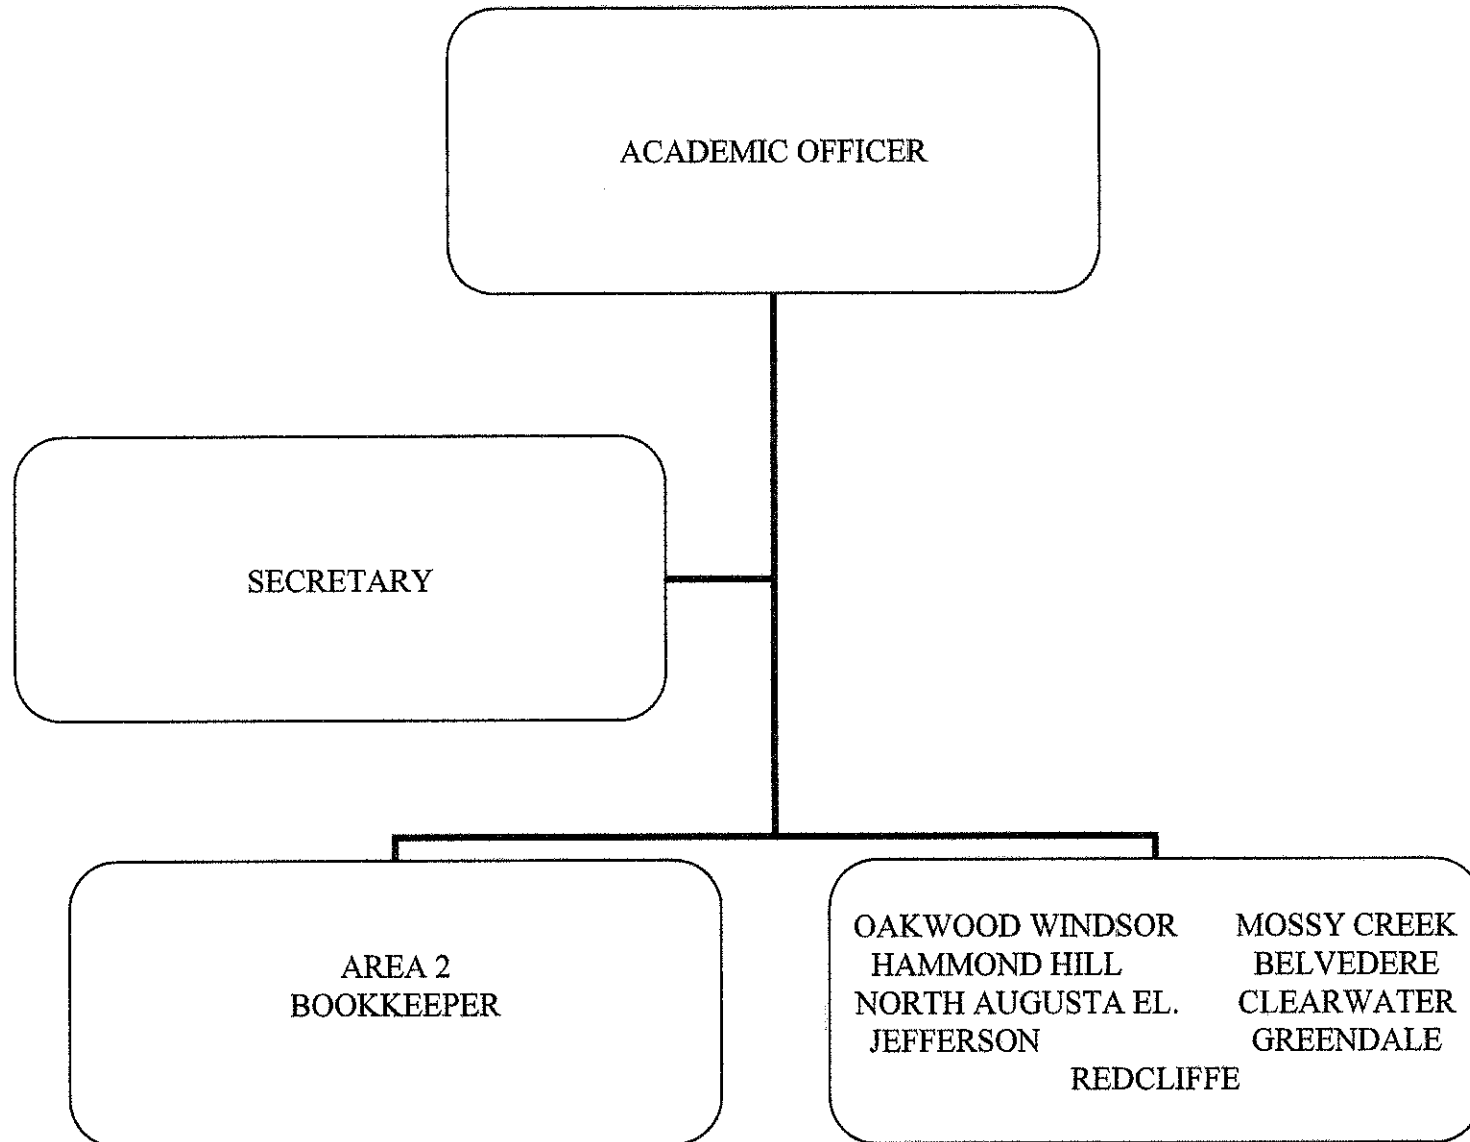 ACADEMIC OFFICER
SECRETARY
AREA 2
BOOKKEEPER
OAKWOOD WINDSOR MOSSY CREEK
HAMMOND HILL BELVEDERE
NORTH AUGUSTA EL. CLEARWATER
JEFFERSON GREENDALE
REDCLIFFE